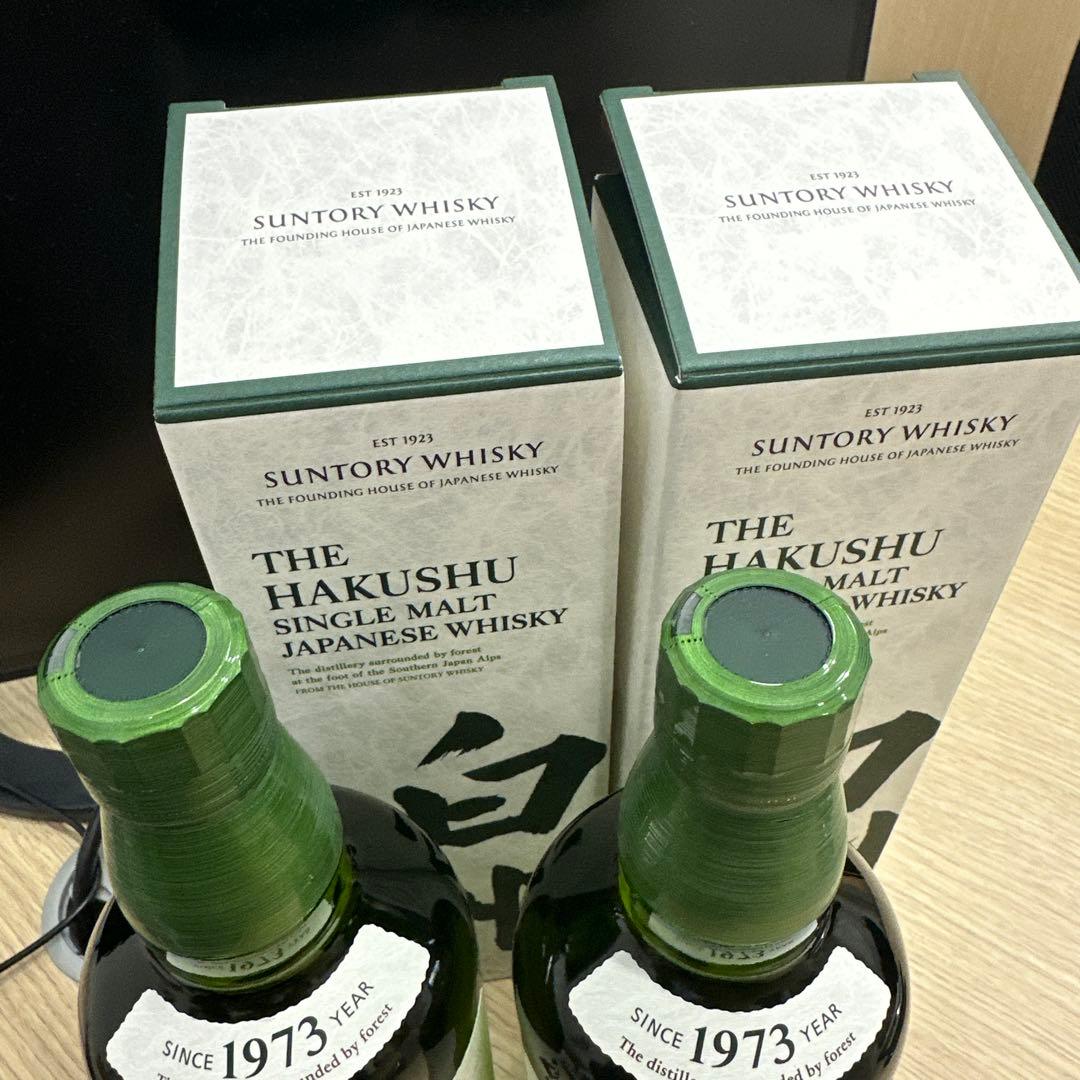 EST 1923
SUNTORY WHISKY
THE FOUNDING HOUSE OF JAPANESE WHISKY
EST 1923
SUNTORY WHISKY
THE FOUNDING HOUSE OF JAPANESE WHISKY
THE
HAKUSHU
SINGLE MALT
JAPANESE WHISKY
The distillery surrounded by forest
at the foot of the Southern Japan Alps
FROM THE HOUSE OF SUNTORY WHISKY
白
EST 1923
SUNTORY WHISKY
THE FOUNDING HOUSE OF JAPANESE WHISKY
EST 1923
SUNTORY WHISKY
THE FOUNDING HOUSE OF JAPANESE WHISKY
THE
HAKUSHU
MALT
WHISKY
Alps
1973
SINCE 1973 YEAR
by forest
1973
SINCE 1973 YEAR
The by forest